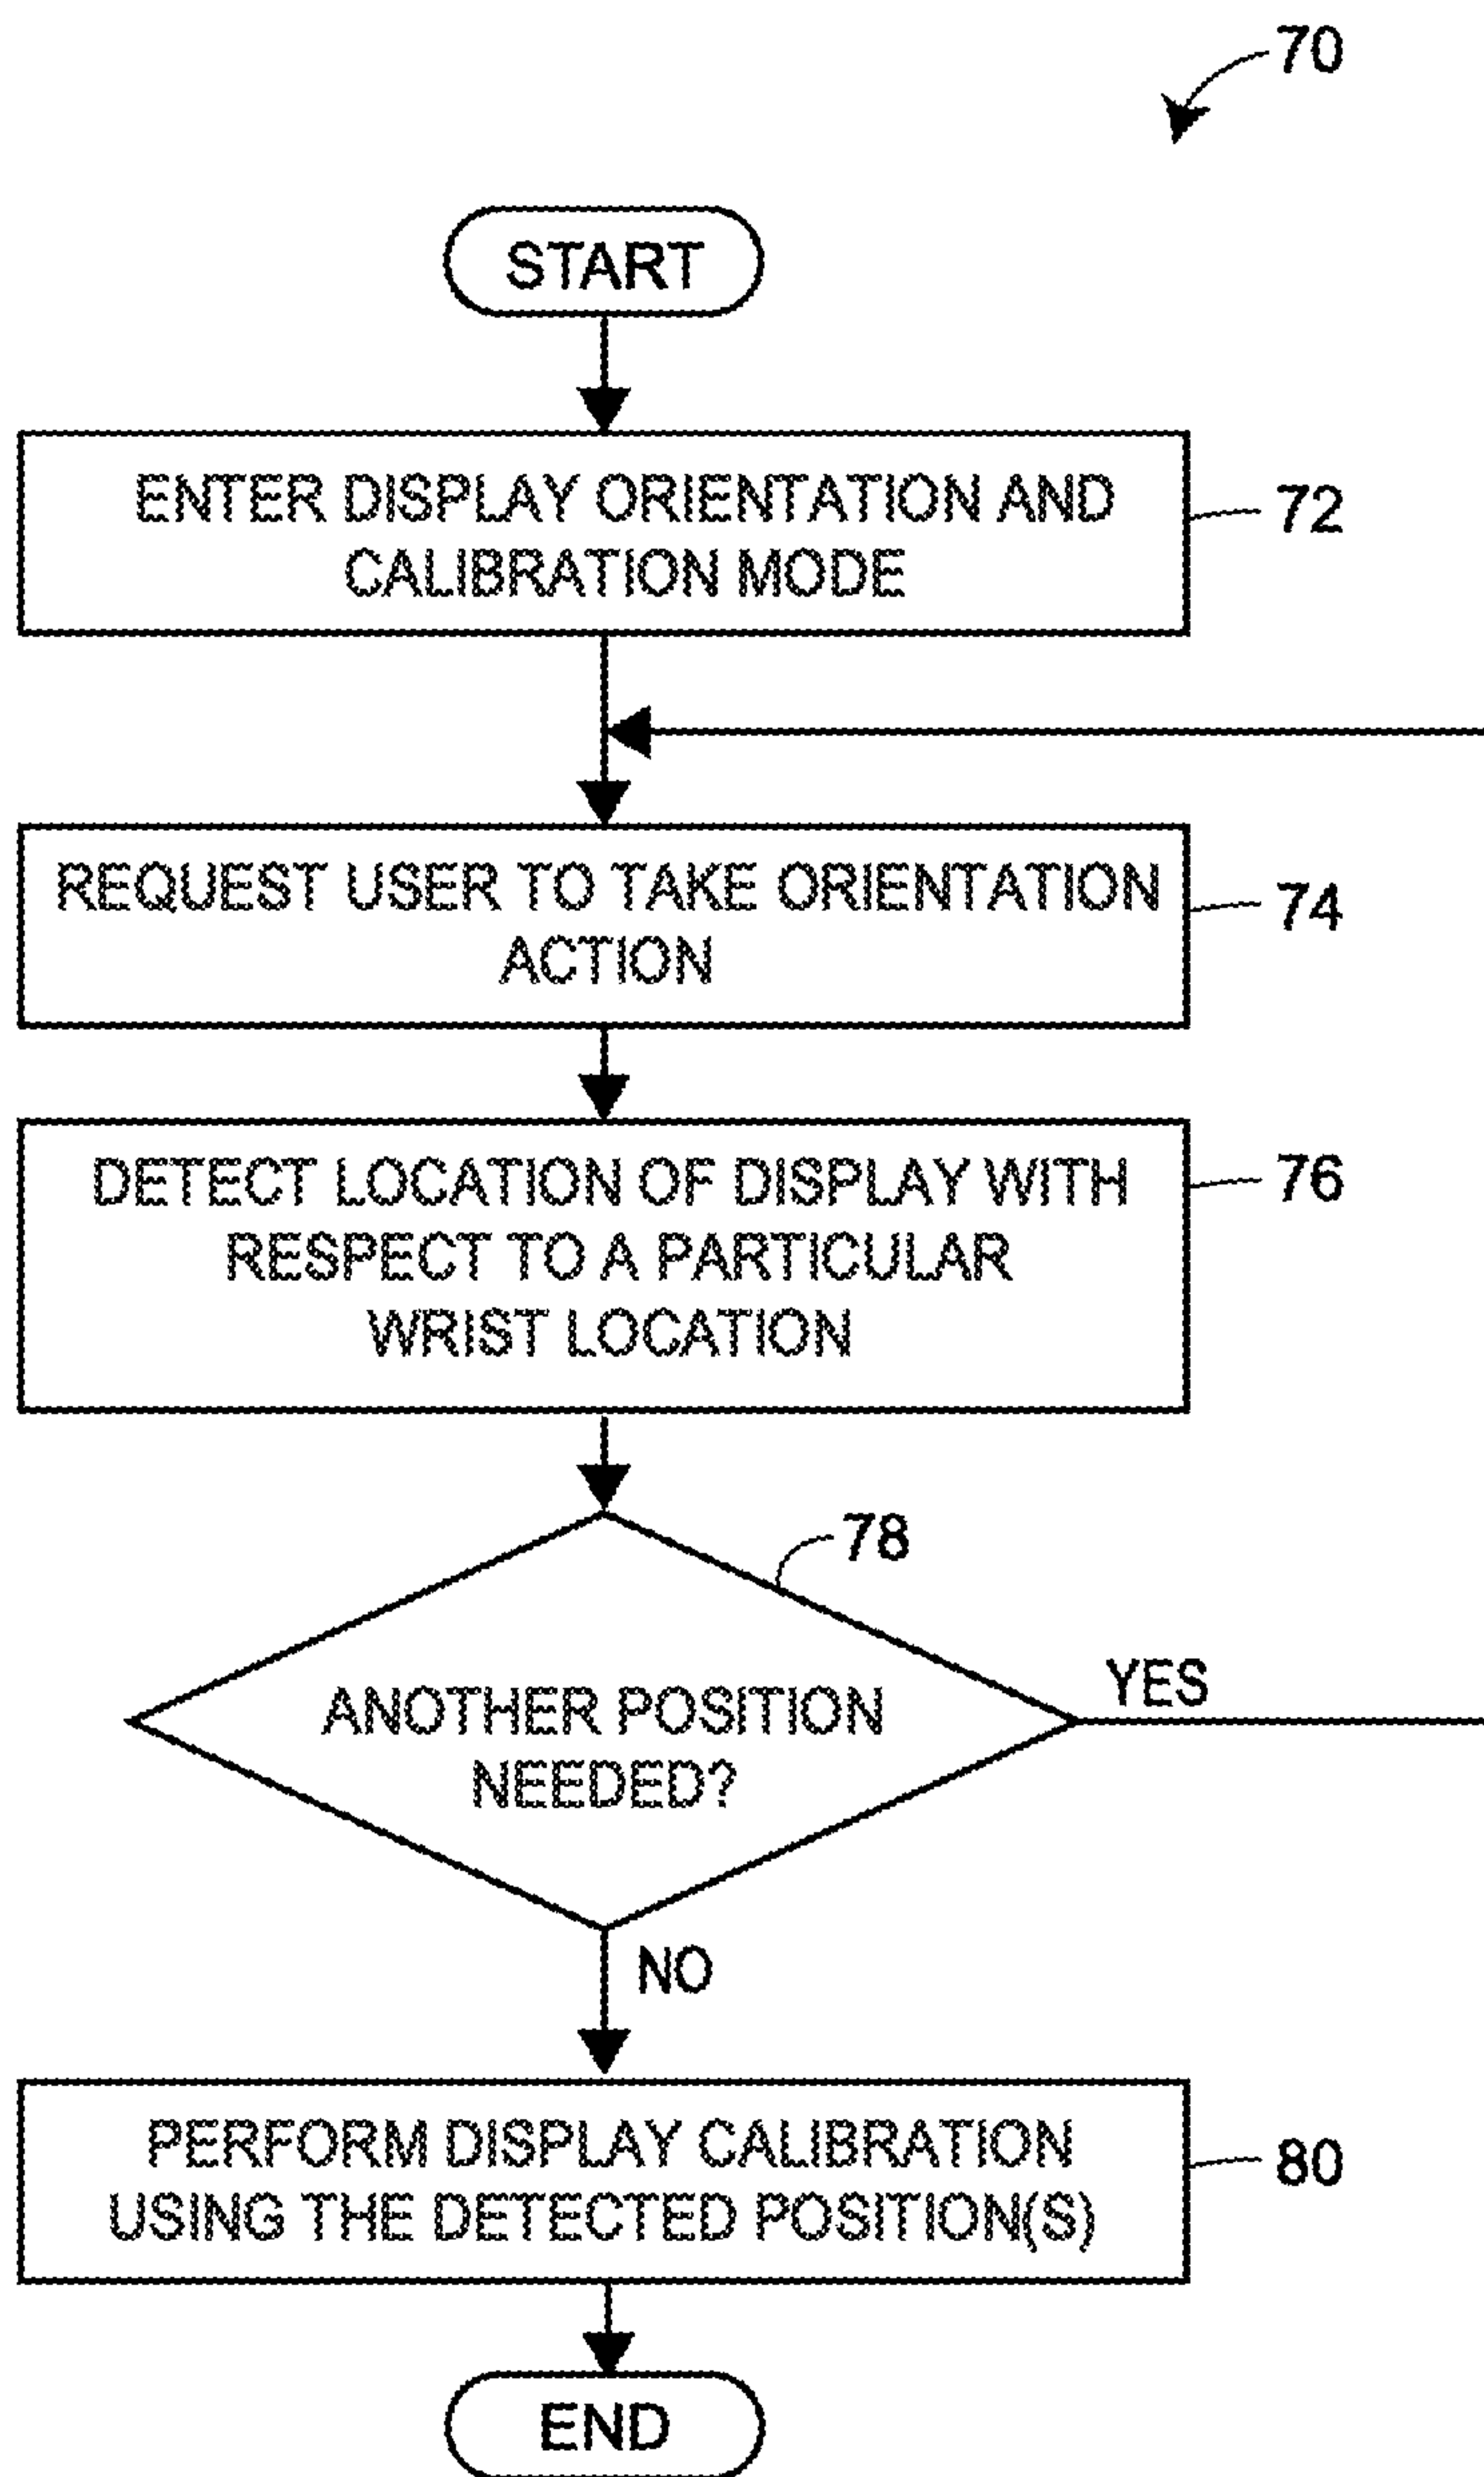 70
START
ENTER DISPLAY ORIENTATION AND
CALIBRATION MODE
72
REQUEST USER TO TAKE ORIENTATION
ACTION
74
DETECT LOCATION OF DISPLAY WITH
RESPECT TO A PARTICULAR
WRIST LOCATION
76
78
ANOTHER POSITION
NEEDED?
YES
NO
PERFORM DISPLAY CALIBRATION
USING THE DETECTED POSITION(S)
80
END